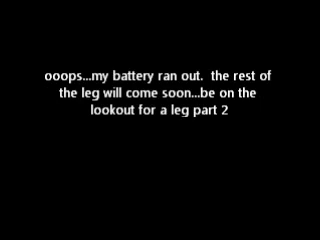 ooops...my battery ran out.  the rest of
the leg will come soon...be on the
lookout for a leg part 2